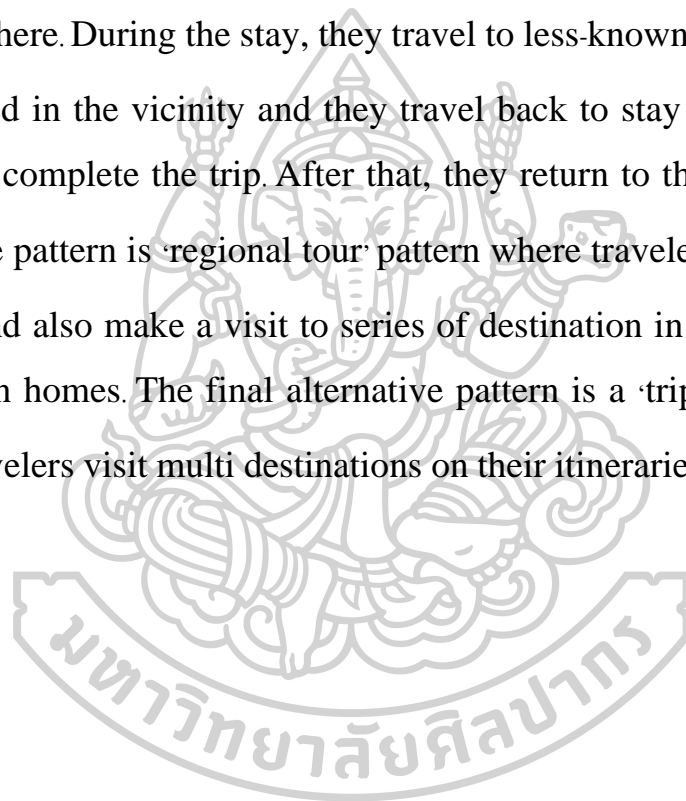 here. During the stay, they travel to less-known
ed in the vicinity and they travel back to stay
complete the trip. After that, they return to th
e pattern is ‘regional tour’ pattern where travele
nd also make a visit to series of destination in
n homes. The final alternative pattern is a ‘trip
velers visit multi destinations on their itinerarie
มหาวิทยาลัยศิลปากร